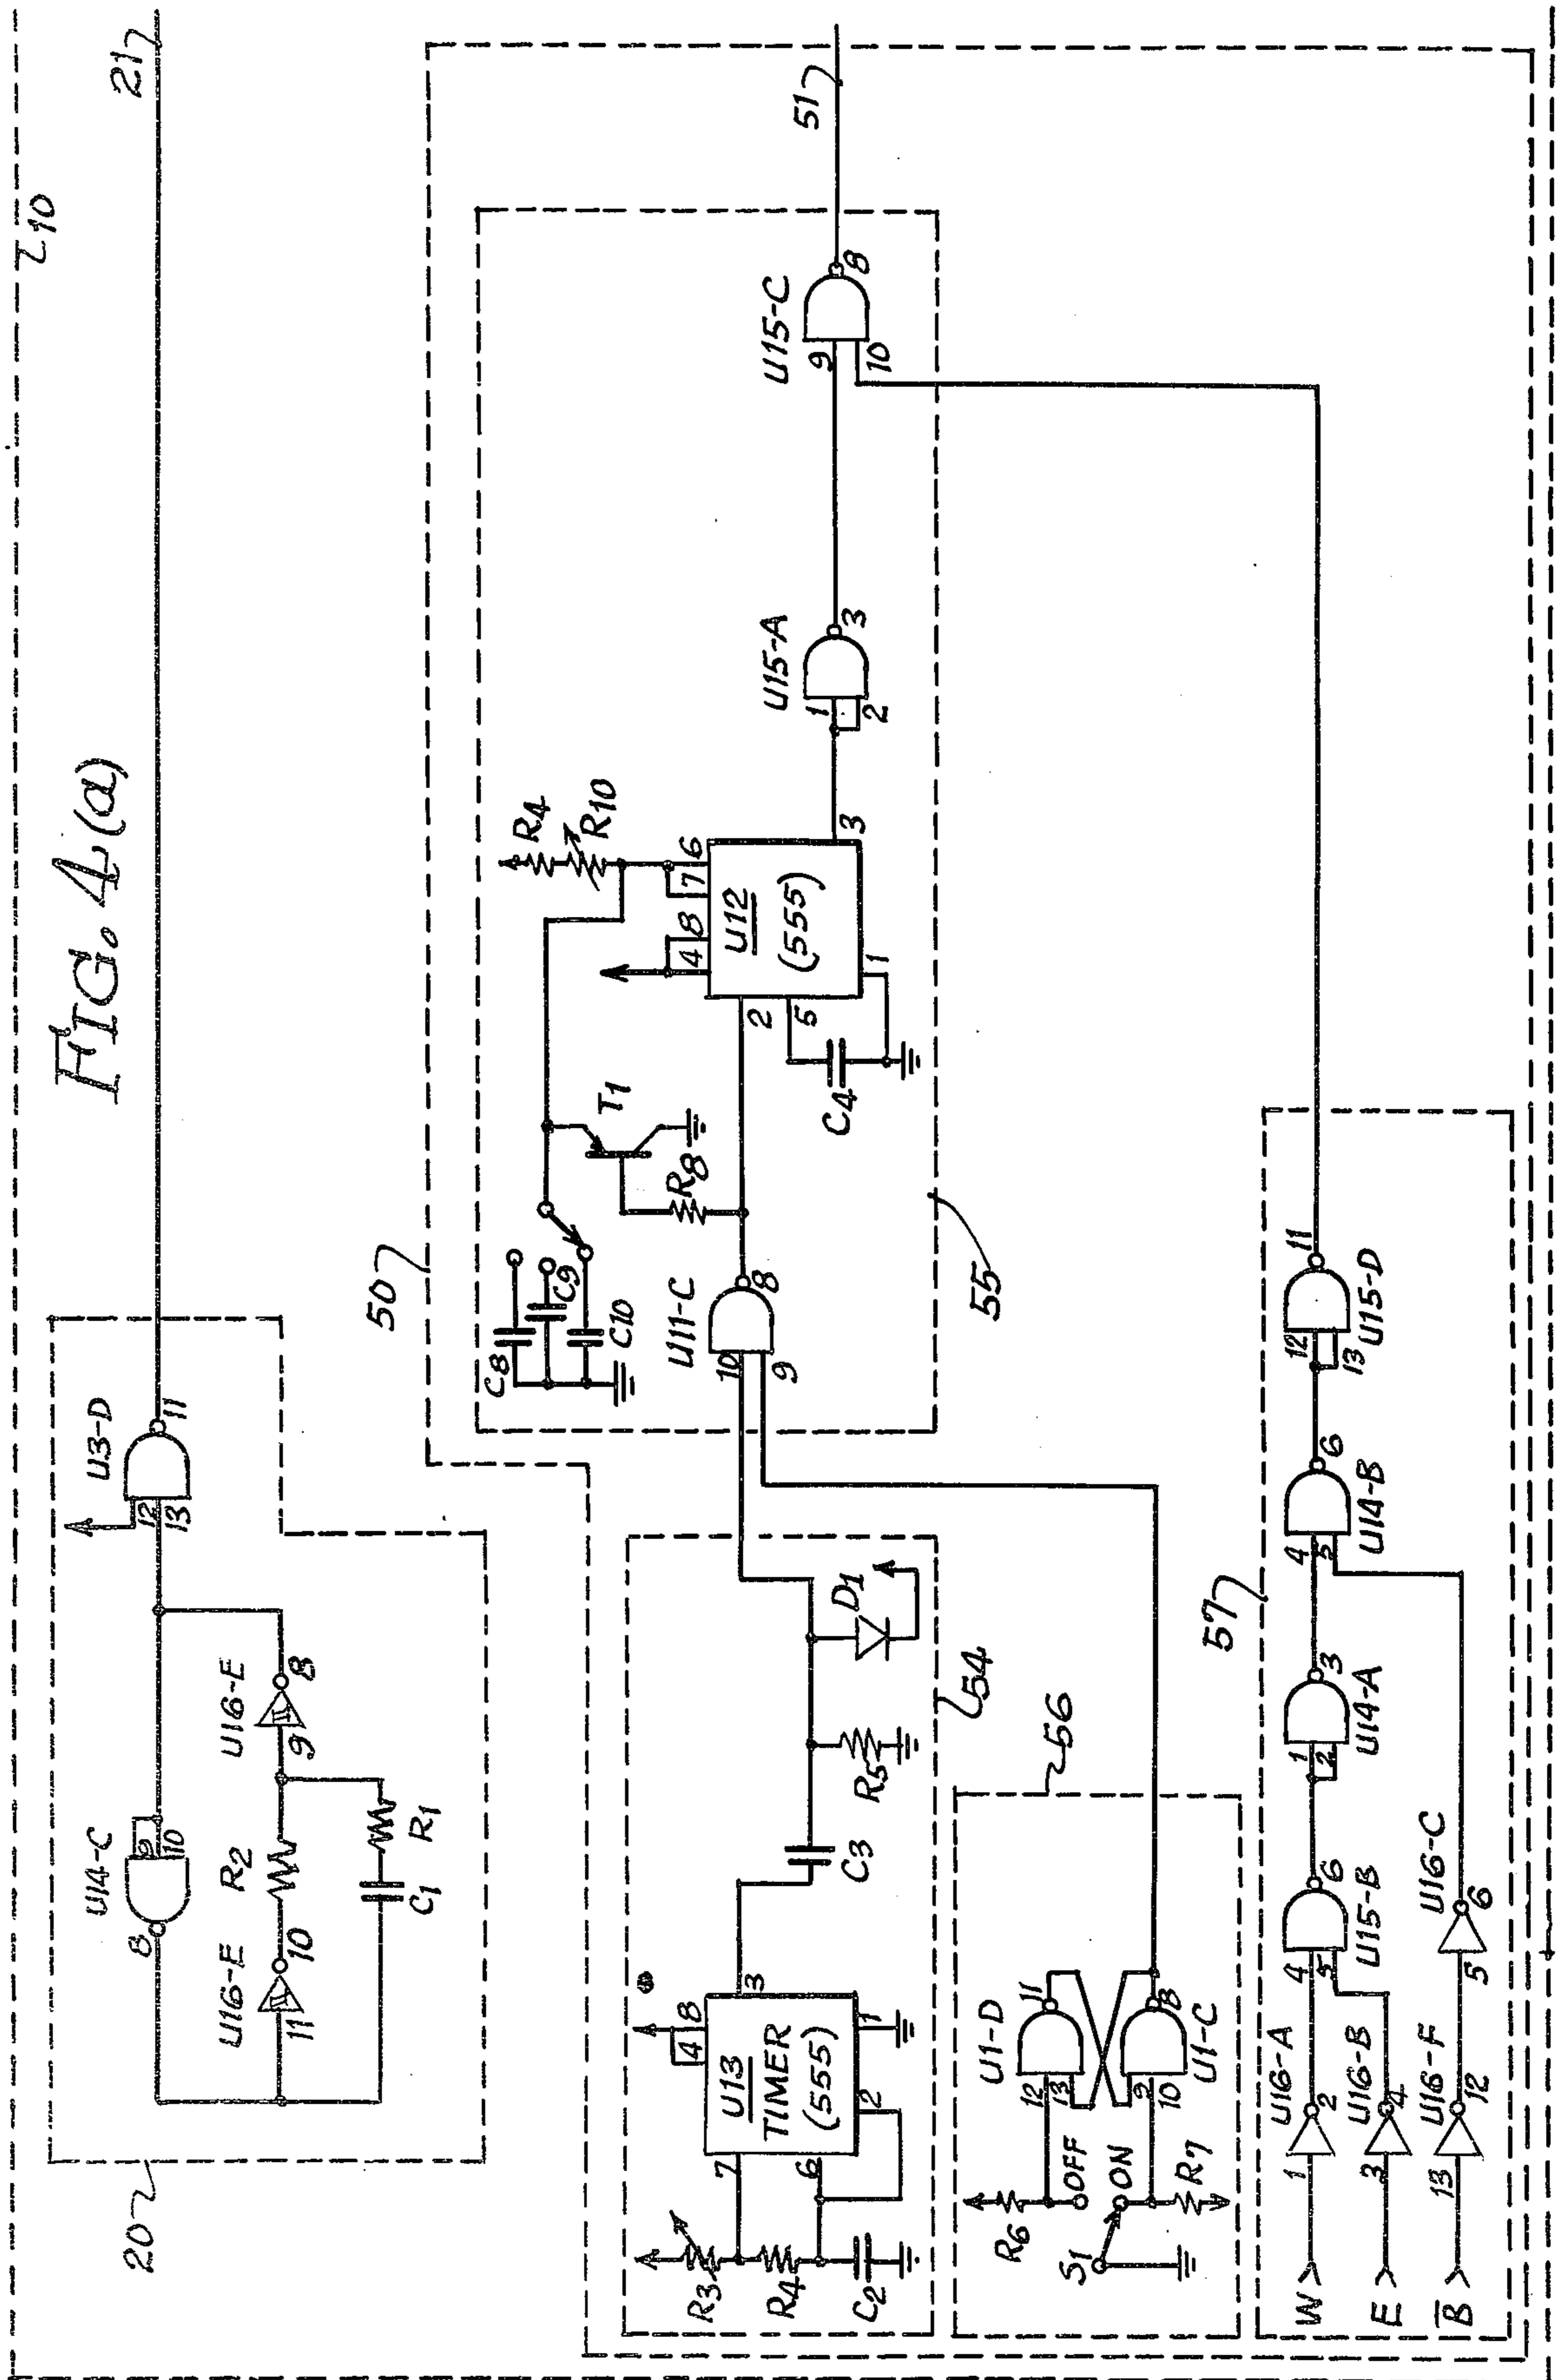 FIG. 4(a)
10
21
20
U14-C
8
9
10
U3-D
12
13
11
U16-E
11
10
R2
U16-E
9
8
C1
R1
50
C8
C9
C10
T1
R8
R4
R10
U11-C
10
9
8
2
5
4
8
7
6
U12
(555)
1
3
C4
U15-A
1
2
3
U15-C
9
10
8
51
55
R3
R4
C2
7
6
4
8
U13
TIMER
(555)
2
1
3
C3
R5
D1
54
R6
OFF
S1
ON
R7
U1-D
12
13
11
9
10
8
U1-C
56
57
W
1
U16-A
2
E
3
U16-B
4
B̅
13
U16-F
12
5
U16-C
6
4
5
U15-B
6
1
2
U14-A
3
4
5
U14-B
6
12
13
U15-D
11